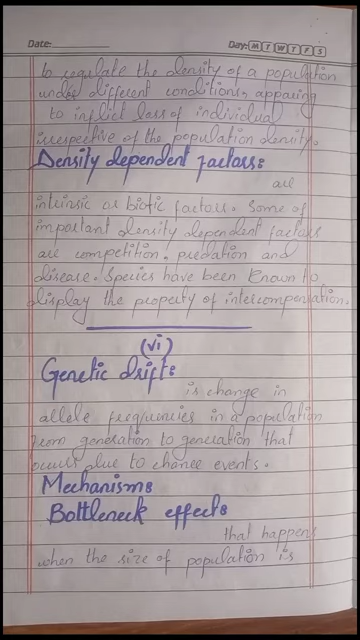 Date:
Day: M T W T F S
to regulate the density of a population
under different conditions, apparing
to inflict loss of individual
irrespective of the population density.
Density dependent factors:
are
intrinsic or biotic factors. Some of
important density dependent factors
are competition, predation and
disease. Species have been known to
display the property of intercompensation.
(vi)
Genetic drift:
is change in
allele frequencies in a population
from generation to generation that
occurs due to chance events.
Mechanisms
Bottleneck effects
that happens
when the size of population is